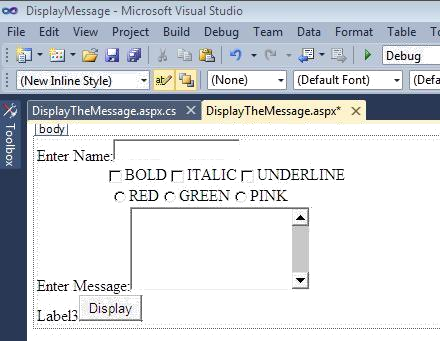 DisplayMessage - Microsoft Visual Studio
File Edit View Project Build Debug Team Data Format Table To
Debug
(New Inline Style) ab (None) (Default Font) (Def
Toolbox
DisplayTheMessage.aspx.cs DisplayTheMessage.aspx*
body
Enter Name:
BOLD ITALIC UNDERLINE
RED GREEN PINK
Enter Message:
Label3 Display